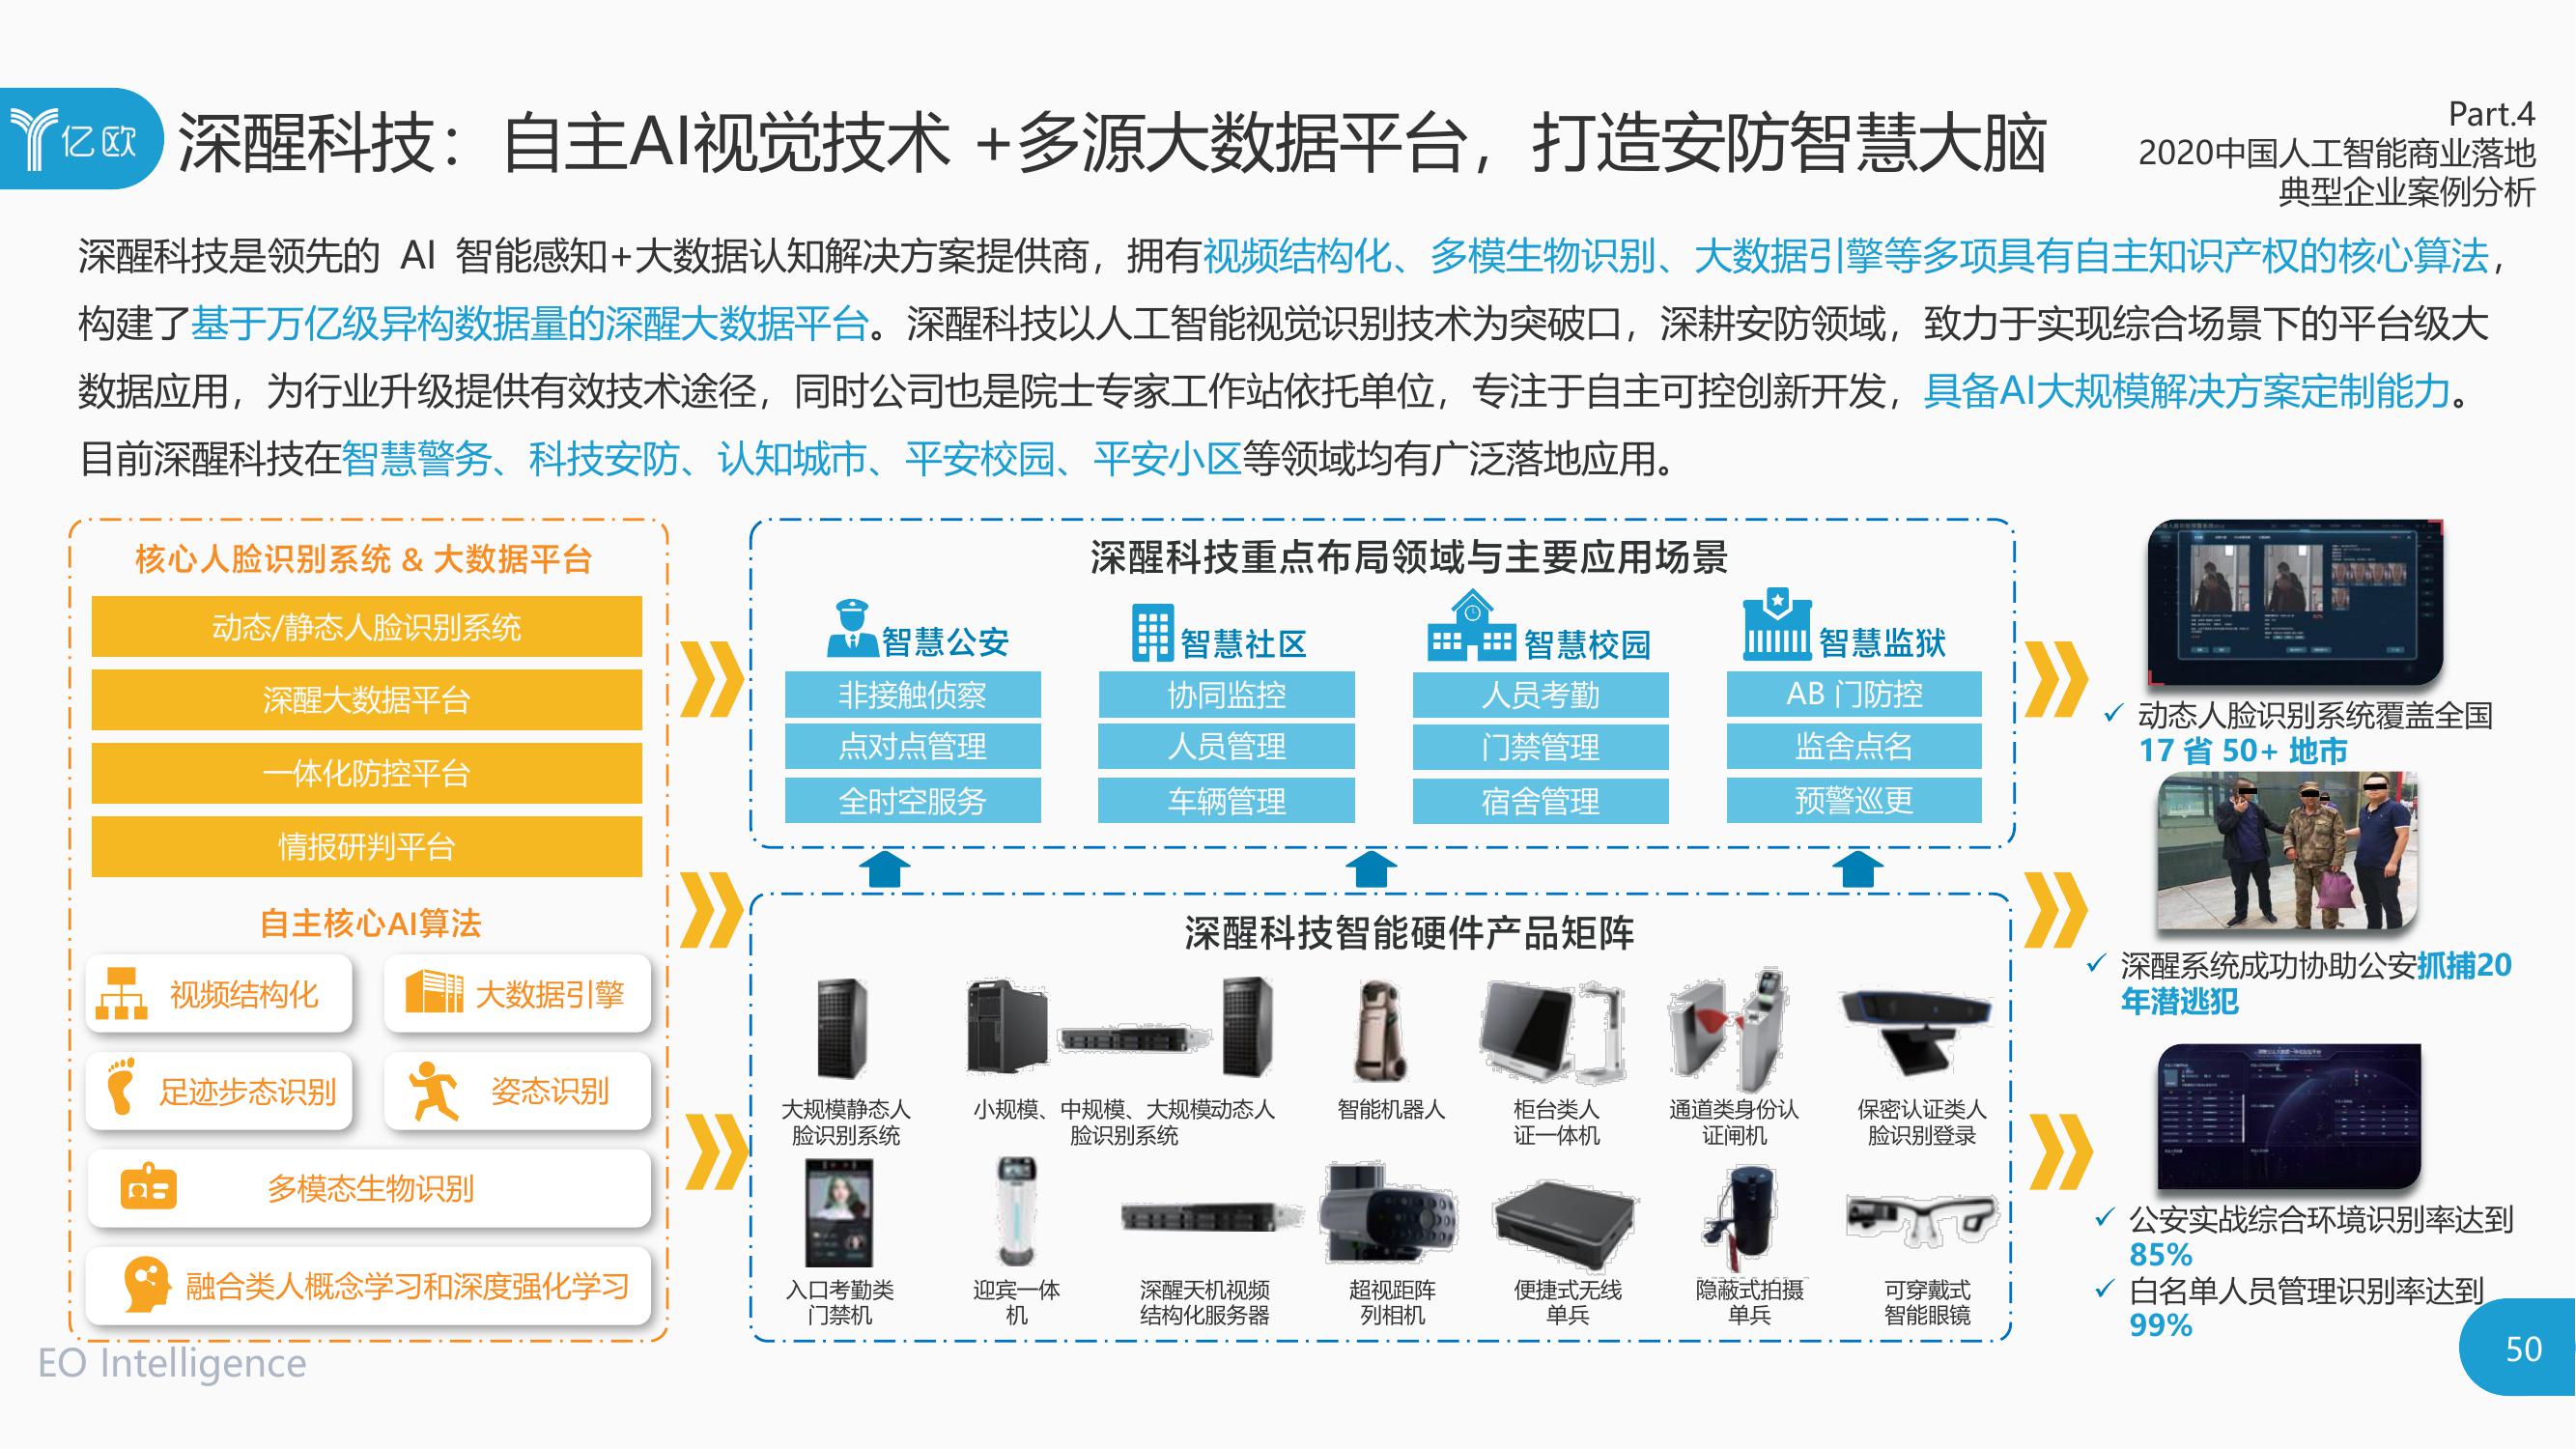 亿欧
深醒科技：自主AI视觉技术 +多源大数据平台，打造安防智慧大脑
Part.4
2020中国人工智能商业落地
典型企业案例分析
深醒科技是领先的 AI 智能感知+大数据认知解决方案提供商，拥有视频结构化、多模生物识别、大数据引擎等多项具有自主知识产权的核心算法，
构建了基于万亿级异构数据量的深醒大数据平台。深醒科技以人工智能视觉识别技术为突破口，深耕安防领域，致力于实现综合场景下的平台级大
数据应用，为行业升级提供有效技术途径，同时公司也是院士专家工作站依托单位，专注于自主可控创新开发，具备AI大规模解决方案定制能力。
目前深醒科技在智慧警务、科技安防、认知城市、平安校园、平安小区等领域均有广泛落地应用。
核心人脸识别系统 & 大数据平台
动态/静态人脸识别系统
深醒大数据平台
一体化防控平台
情报研判平台
自主核心AI算法
视频结构化
大数据引擎
足迹步态识别
姿态识别
多模态生物识别
融合类人概念学习和深度强化学习
深醒科技重点布局领域与主要应用场景
智慧公安
智慧社区
智慧校园
智慧监狱
非接触侦察
协同监控
人员考勤
AB 门防控
点对点管理
人员管理
门禁管理
监舍点名
全时空服务
车辆管理
宿舍管理
预警巡更
深醒科技智能硬件产品矩阵
大规模静态人
脸识别系统
小规模、中规模、大规模动态人
脸识别系统
智能机器人
柜台类人
证一体机
通道类身份认
证闸机
保密认证类人
脸识别登录
入口考勤类
门禁机
迎宾一体
机
深醒天机视频
结构化服务器
超视距阵
列相机
便捷式无线
单兵
隐蔽式拍摄
单兵
可穿戴式
智能眼镜
✓ 动态人脸识别系统覆盖全国
17 省 50+ 地市
✓ 深醒系统成功协助公安抓捕20
年潜逃犯
✓ 公安实战综合环境识别率达到
85%
✓ 白名单人员管理识别率达到
99%
EO Intelligence
50